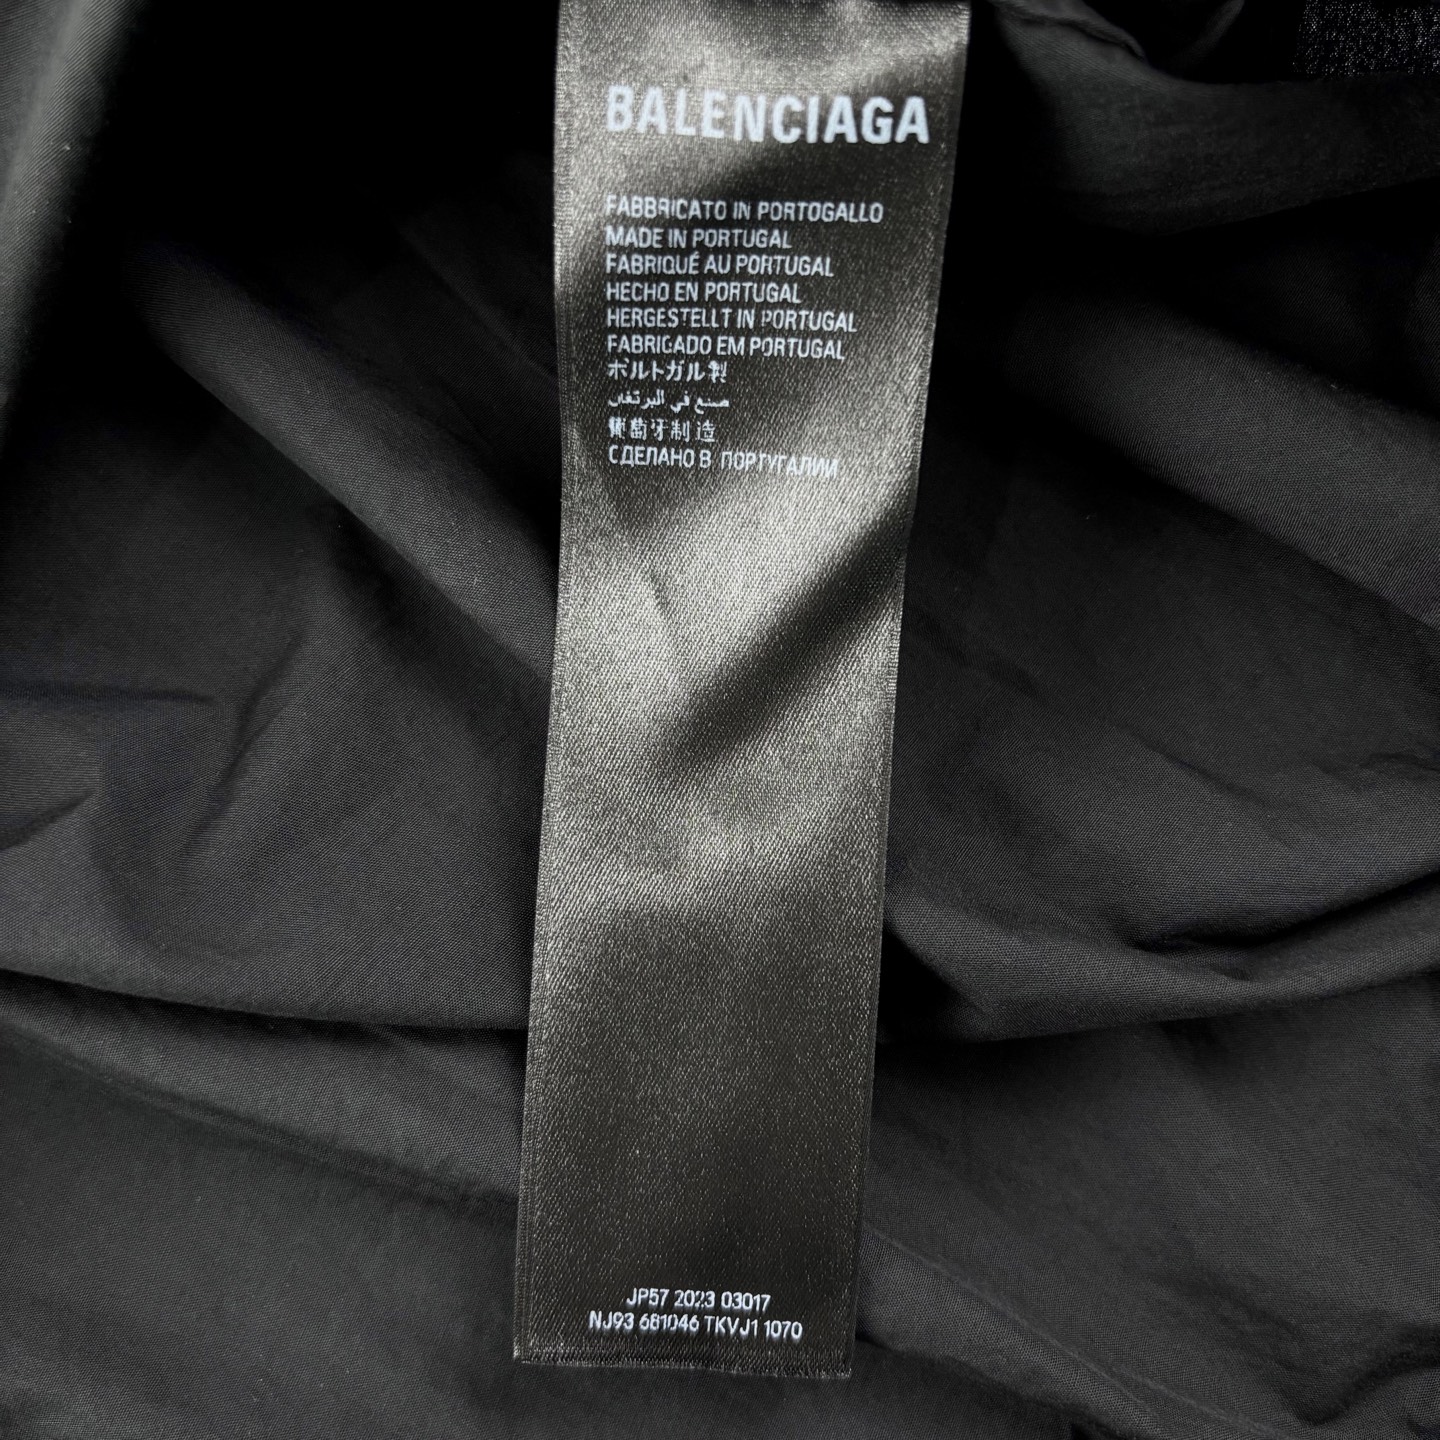 BALENCIAGA
FABBRICATO IN PORTOGALLO
MADE IN PORTUGAL
FABRIQUÉ AU PORTUGAL
HECHO EN PORTUGAL
HERGESTELLT IN PORTUGAL
FABRICADO EM PORTUGAL
ポルトガル製
صنع في البرتغال
葡萄牙制造
СДЕЛАНО В ПОРТУГАЛИИ
JP57 2023 03017
NJ93 681046 TKVJ1 1070